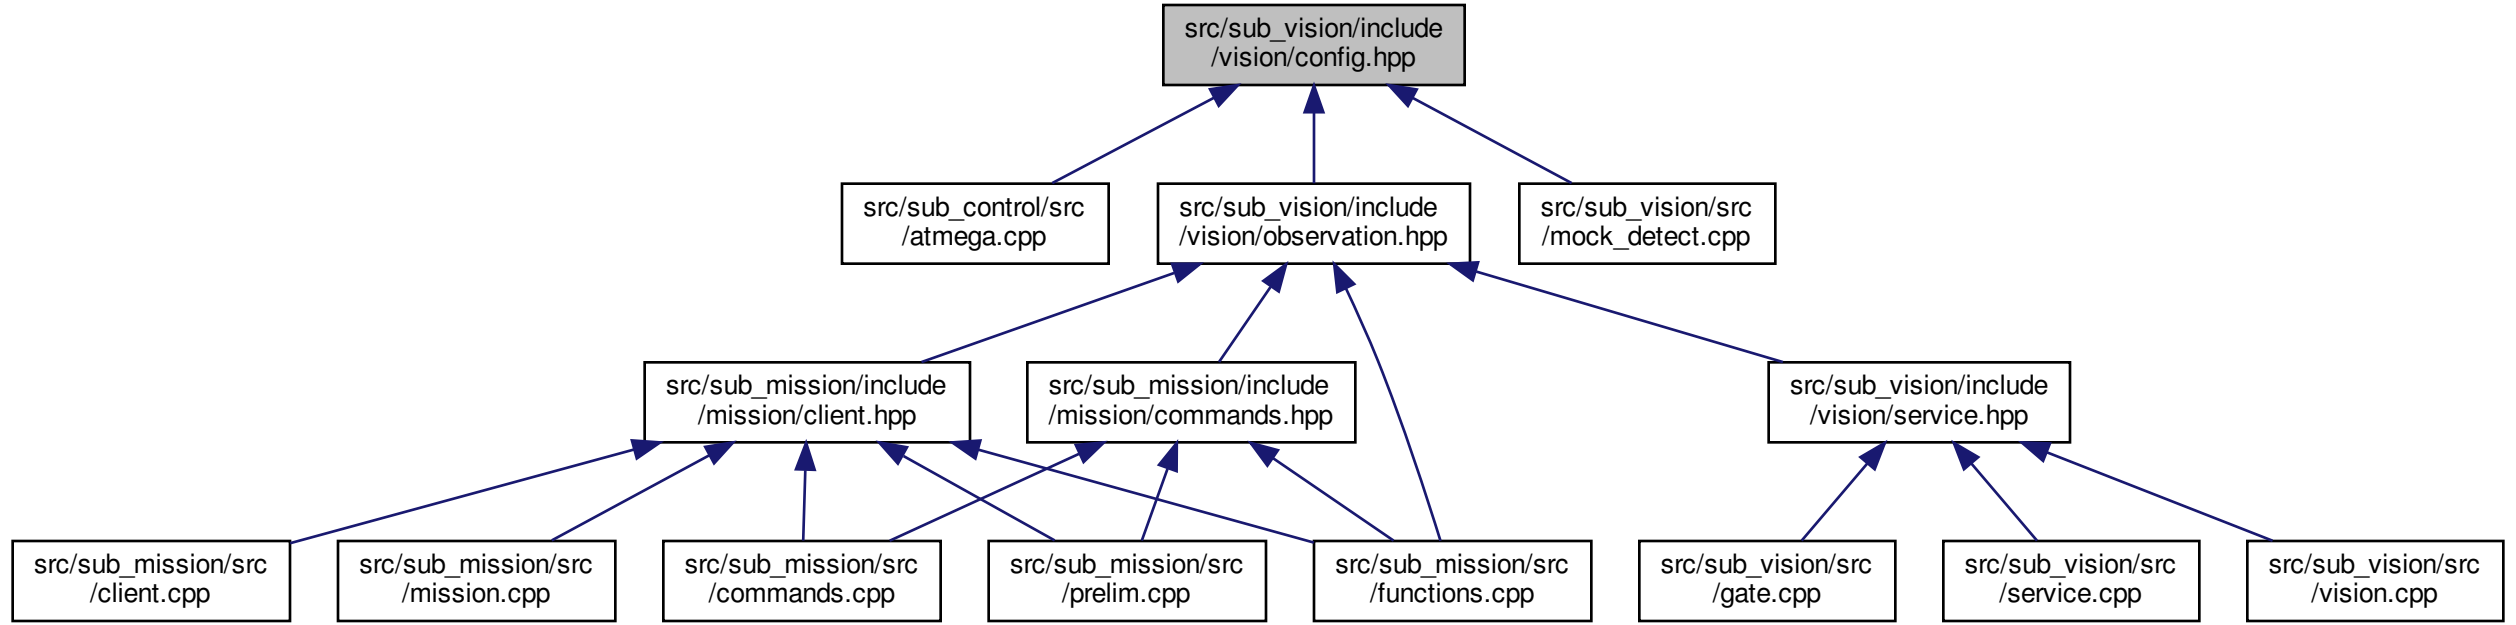 src/sub_vision/include
/vision/config.hpp
src/sub_control/src
/atmega.cpp
src/sub_vision/include
/vision/observation.hpp
src/sub_vision/src
/mock_detect.cpp
src/sub_mission/include
/mission/client.hpp
src/sub_mission/include
/mission/commands.hpp
src/sub_vision/include
/vision/service.hpp
src/sub_mission/src
/client.cpp
src/sub_mission/src
/mission.cpp
src/sub_mission/src
/commands.cpp
src/sub_mission/src
/prelim.cpp
src/sub_mission/src
/functions.cpp
src/sub_vision/src
/gate.cpp
src/sub_vision/src
/service.cpp
src/sub_vision/src
/vision.cpp